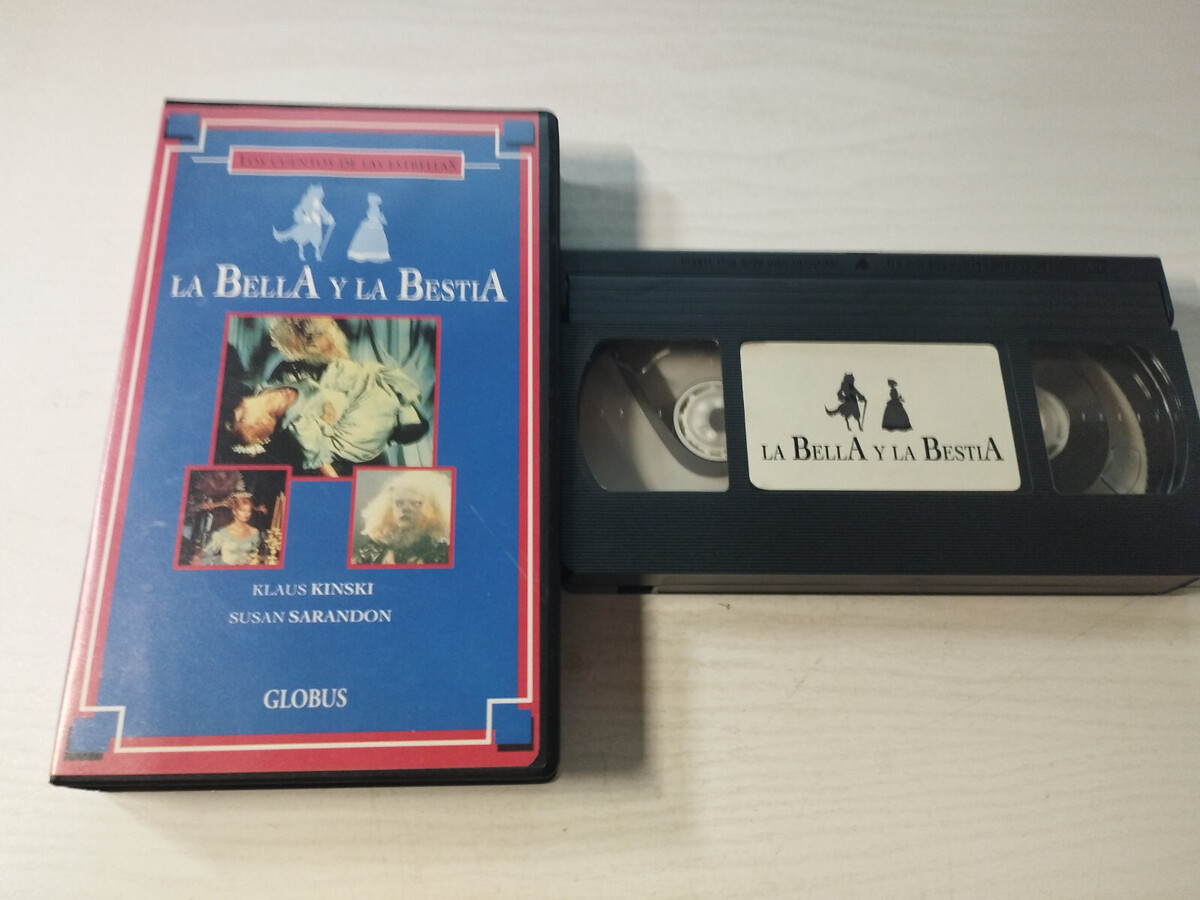 LOS CUENTOS DE LAS ESTRELLAS
LA BELLA Y LA BESTIA
KLAUS KINSKI
SUSAN SARANDON
GLOBUS
LA BELLA Y LA BESTIA